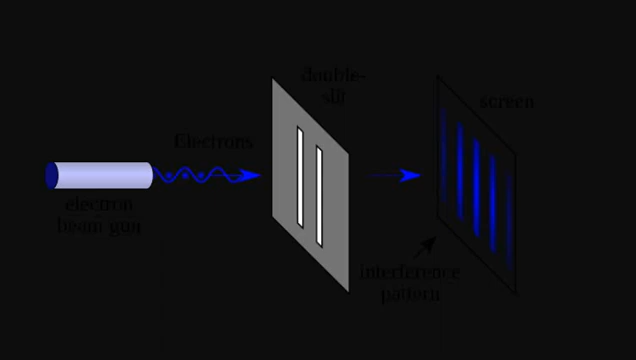 double-
slit
screen
Electrons
electron
beam gun
interference
pattern